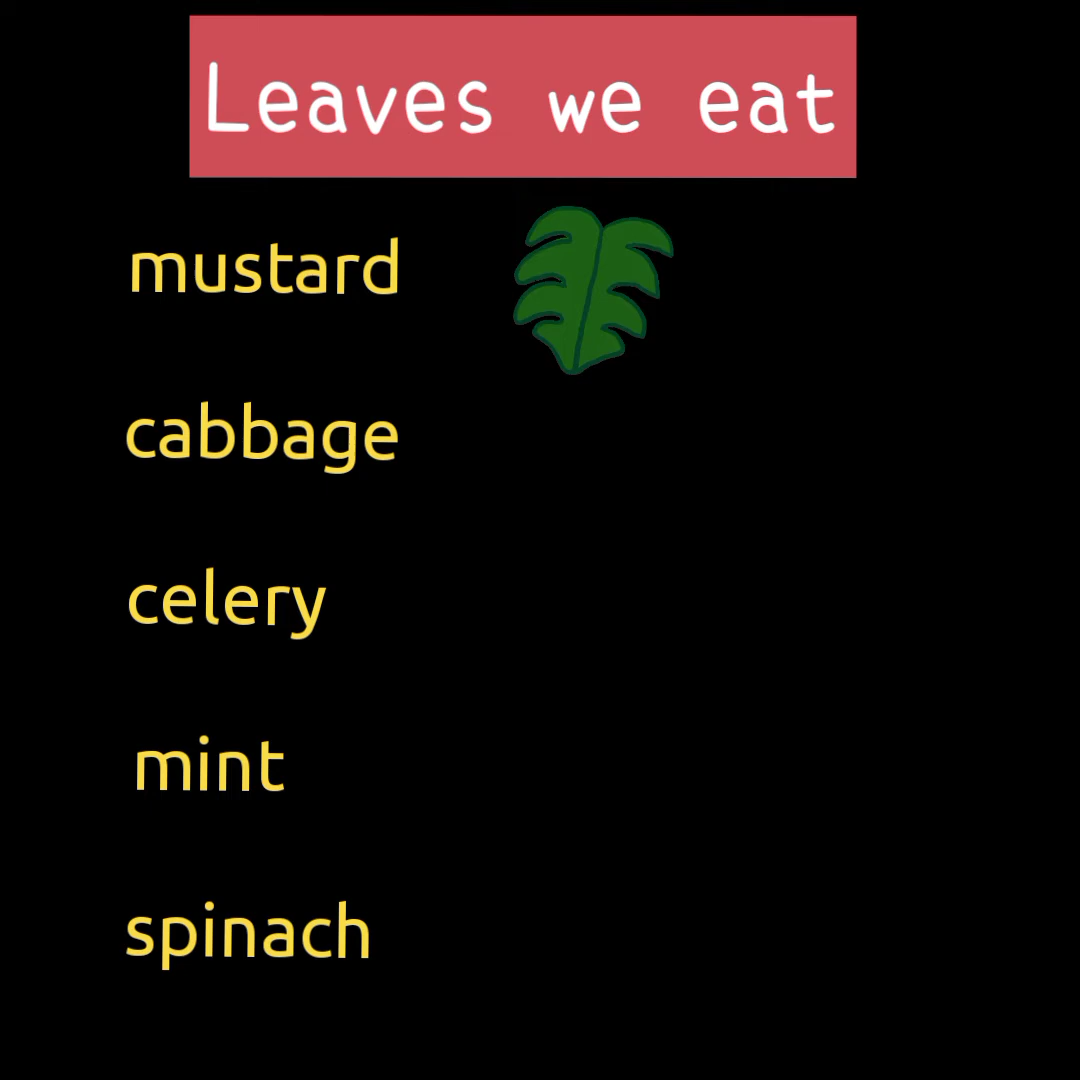 Leaves we eat
mustard
cabbage
celery
mint
spinach